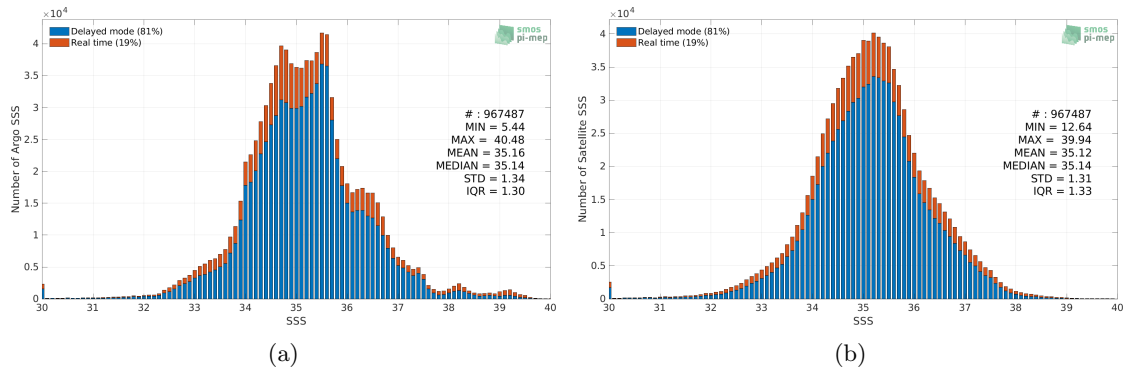 ×10⁴
Delayed mode (81%)
Real time (19%)
smos
pi-mep
4
3.5
3
2.5
2
1.5
1
0.5
0
Number of Argo SSS
# : 967487
MIN = 5.44
MAX = 40.48
MEAN = 35.16
MEDIAN = 35.14
STD = 1.34
IQR = 1.30
30 31 32 33 34 35 36 37 38 39 40
SSS
(a)
×10⁴
Delayed mode (81%)
Real time (19%)
smos
pi-mep
4
3.5
3
2.5
2
1.5
1
0.5
0
Number of Satellite SSS
# : 967487
MIN = 12.64
MAX = 39.94
MEAN = 35.12
MEDIAN = 35.14
STD = 1.31
IQR = 1.33
30 31 32 33 34 35 36 37 38 39 40
SSS
(b)